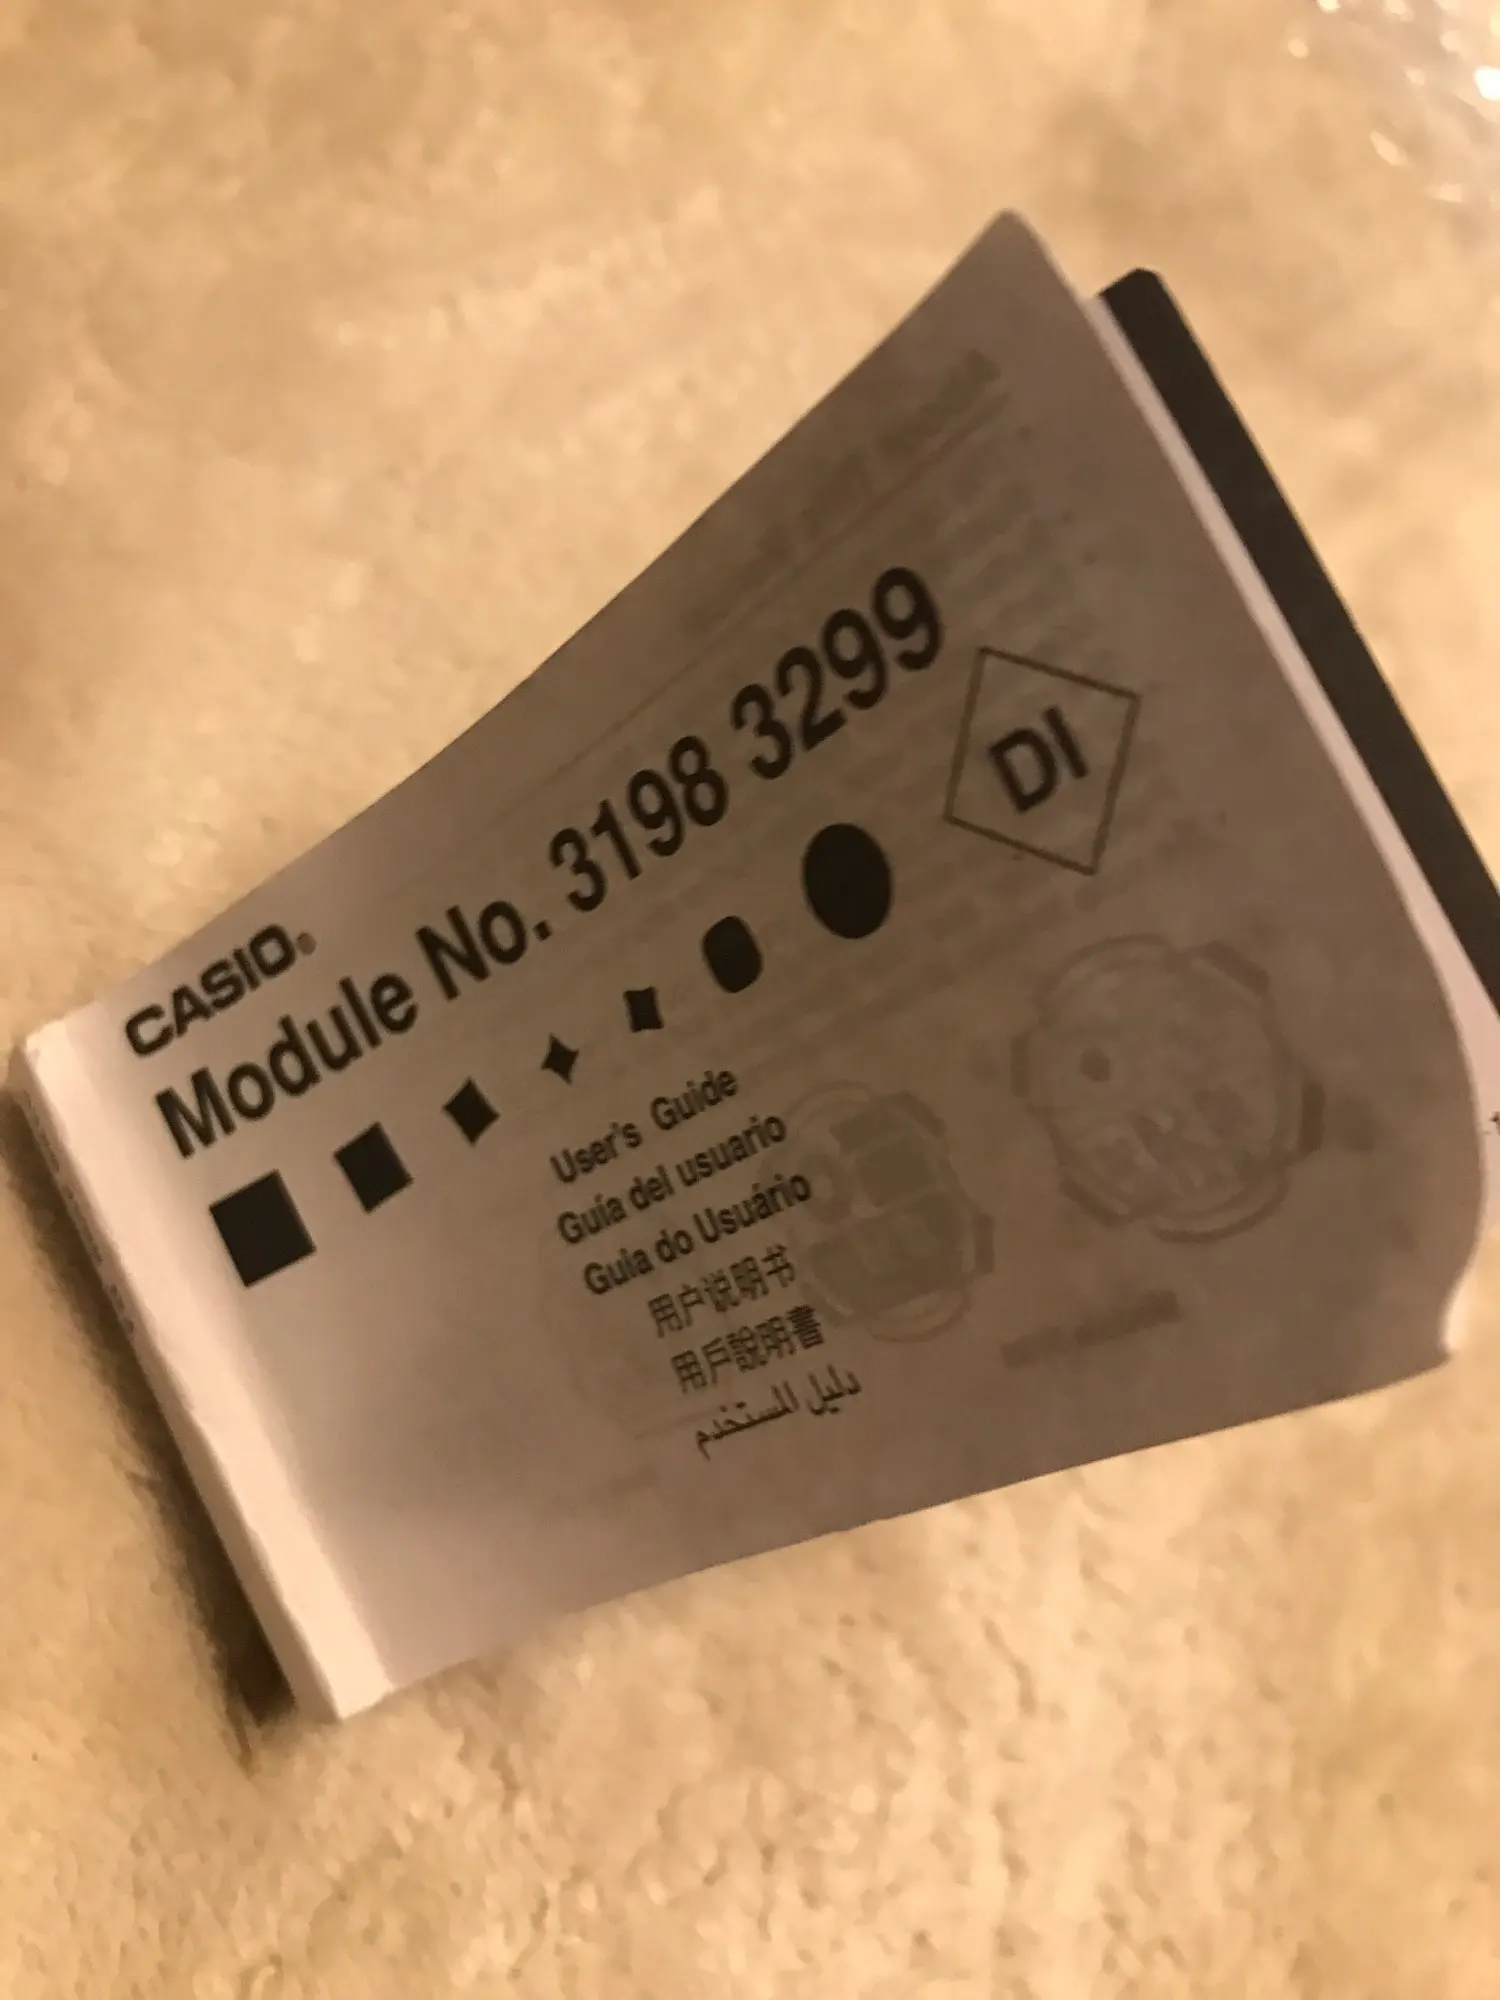 CASIO®
Module No. 3198 3299
DI
User's Guide
Guía del usuario
Guia do Usuário
用户说明书
用戶說明書
دليل المستخدم